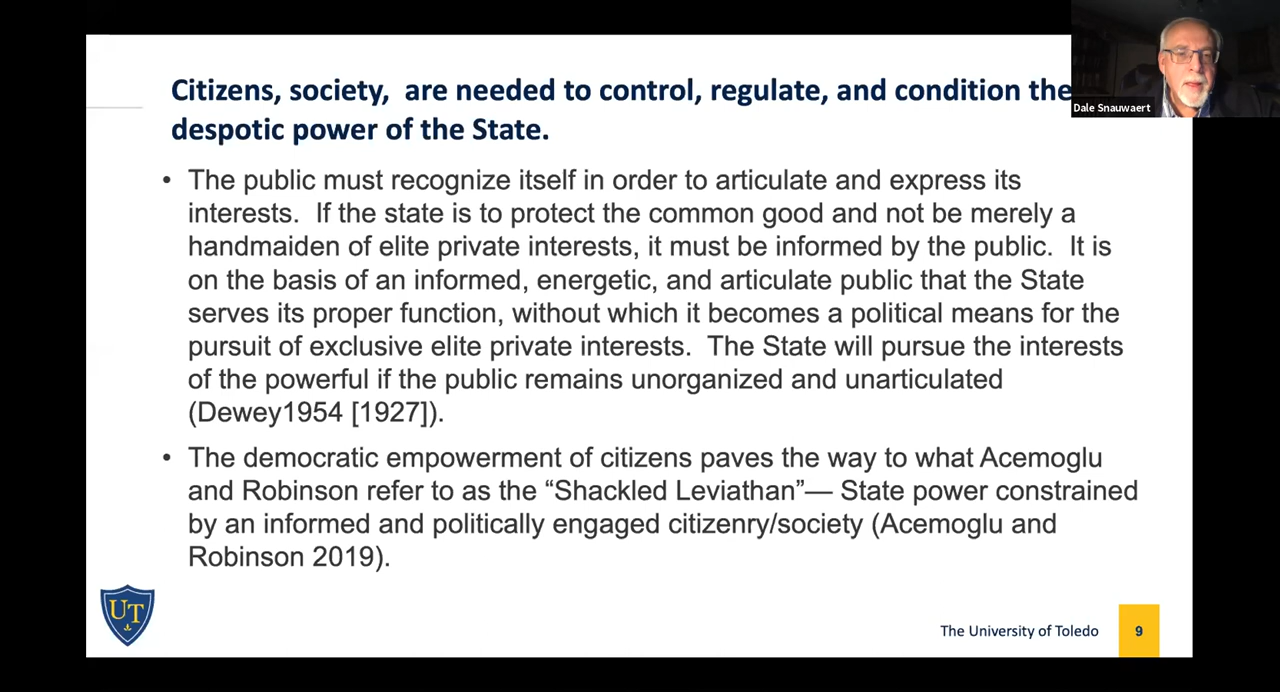 Citizens, society,  are needed to control, regulate, and condition the
despotic power of the State.
Dale Snauwaert
• The public must recognize itself in order to articulate and express its
interests.  If the state is to protect the common good and not be merely a
handmaiden of elite private interests, it must be informed by the public.  It is
on the basis of an informed, energetic, and articulate public that the State
serves its proper function, without which it becomes a political means for the
pursuit of exclusive elite private interests.  The State will pursue the interests
of the powerful if the public remains unorganized and unarticulated
(Dewey1954 [1927]).
• The democratic empowerment of citizens paves the way to what Acemoglu
and Robinson refer to as the “Shackled Leviathan”— State power constrained
by an informed and politically engaged citizenry/society (Acemoglu and
Robinson 2019).
UT
The University of Toledo
9